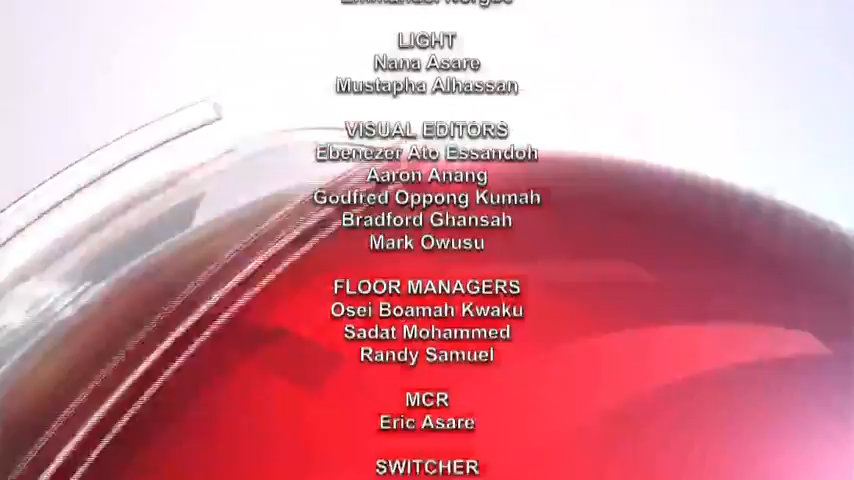 LIGHT
Nana Asare
Mustapha Alhassan
VISUAL EDITORS
Ebenezer Ato Essandoh
Aaron Anang
Godfred Oppong Kumah
Bradford Ghansah
Mark Owusu
FLOOR MANAGERS
Osei Boamah Kwaku
Sadat Mohammed
Randy Samuel
MCR
Eric Asare
SWITCHER